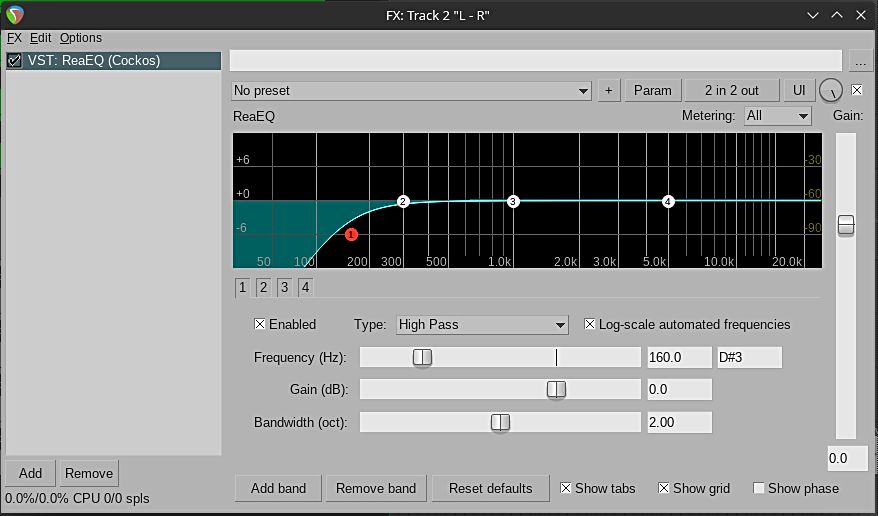 FX: Track 2 "L - R"
FX Edit Options
VST: ReaEQ (Cockos)
...
No preset + Param 2 in 2 out UI
ReaEQ Metering: All Gain:
+6 -30
+0 -60
-6 -90
50 100 200 300 500 1.0k 2.0k 3.0k 5.0k 10.0k 20.0k
2 3 4
1
1 2 3 4
Enabled Type: High Pass Log-scale automated frequencies
Frequency (Hz): 160.0 D#3
Gain (dB): 0.0
Bandwidth (oct): 2.00
0.0
Add Remove
Add band Remove band Reset defaults Show tabs Show grid Show phase
0.0%/0.0% CPU 0/0 spls